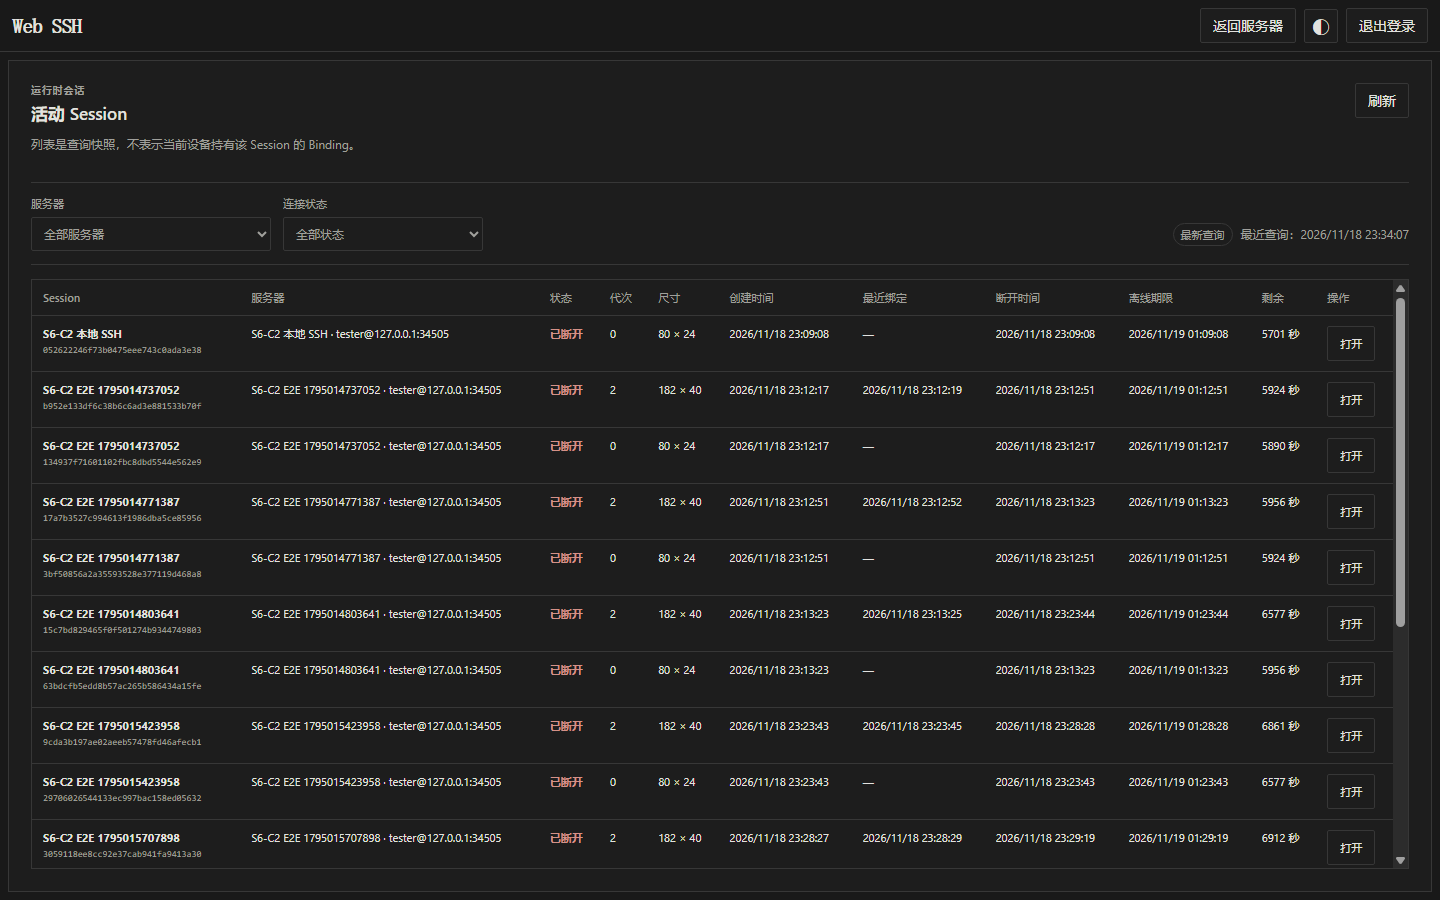 Web SSH
返回服务器
退出登录
运行时会话
活动 Session
刷新
列表是查询快照，不表示当前设备持有该 Session 的 Binding。
服务器
连接状态
全部服务器
全部状态
最新查询
最近查询：2026/11/18 23:34:07
Session 服务器 状态 代次 尺寸 创建时间 最近绑定 断开时间 离线期限 剩余 操作
S6-C2 本地 SSH S6-C2 本地 SSH · tester@127.0.0.1:34505 已断开 0 80 × 24 2026/11/18 23:09:08 — 2026/11/18 23:09:08 2026/11/19 01:09:08 5701 秒 打开
052622246f73b0475eee743c0ada3e38
S6-C2 E2E 1795014737052 S6-C2 E2E 1795014737052 · tester@127.0.0.1:34505 已断开 2 182 × 40 2026/11/18 23:12:17 2026/11/18 23:12:19 2026/11/18 23:12:51 2026/11/19 01:12:51 5924 秒 打开
b952e133df6c38b6c6ad3e881533b70f
S6-C2 E2E 1795014737052 S6-C2 E2E 1795014737052 · tester@127.0.0.1:34505 已断开 0 80 × 24 2026/11/18 23:12:17 — 2026/11/18 23:12:17 2026/11/19 01:12:17 5890 秒 打开
134937f71601102fbc8dbd5544e562e9
S6-C2 E2E 1795014771387 S6-C2 E2E 1795014771387 · tester@127.0.0.1:34505 已断开 2 182 × 40 2026/11/18 23:12:51 2026/11/18 23:12:52 2026/11/18 23:13:23 2026/11/19 01:13:23 5956 秒 打开
17a7b3527c994613f1986dba5ce85956
S6-C2 E2E 1795014771387 S6-C2 E2E 1795014771387 · tester@127.0.0.1:34505 已断开 0 80 × 24 2026/11/18 23:12:51 — 2026/11/18 23:12:51 2026/11/19 01:12:51 5924 秒 打开
3bf50856a2a35593528e377119d468a8
S6-C2 E2E 1795014803641 S6-C2 E2E 1795014803641 · tester@127.0.0.1:34505 已断开 2 182 × 40 2026/11/18 23:13:23 2026/11/18 23:13:25 2026/11/18 23:23:44 2026/11/19 01:23:44 6577 秒 打开
15c7bd829465f0f501274b9344749803
S6-C2 E2E 1795014803641 S6-C2 E2E 1795014803641 · tester@127.0.0.1:34505 已断开 0 80 × 24 2026/11/18 23:13:23 — 2026/11/18 23:13:23 2026/11/19 01:13:23 5956 秒 打开
63bdcfb5edd8b57ac265b586434a15fe
S6-C2 E2E 1795015423958 S6-C2 E2E 1795015423958 · tester@127.0.0.1:34505 已断开 2 182 × 40 2026/11/18 23:23:43 2026/11/18 23:23:45 2026/11/18 23:28:28 2026/11/19 01:28:28 6861 秒 打开
9cda3b197ae02aeeb57478fd46afecb1
S6-C2 E2E 1795015423958 S6-C2 E2E 1795015423958 · tester@127.0.0.1:34505 已断开 0 80 × 24 2026/11/18 23:23:43 — 2026/11/18 23:23:43 2026/11/19 01:23:43 6577 秒 打开
29706026544133ec997bac158ed05632
S6-C2 E2E 1795015707898 S6-C2 E2E 1795015707898 · tester@127.0.0.1:34505 已断开 2 182 × 40 2026/11/18 23:28:27 2026/11/18 23:28:29 2026/11/18 23:29:19 2026/11/19 01:29:19 6912 秒 打开
3059118ee8cc92e37cab941fa9413a30